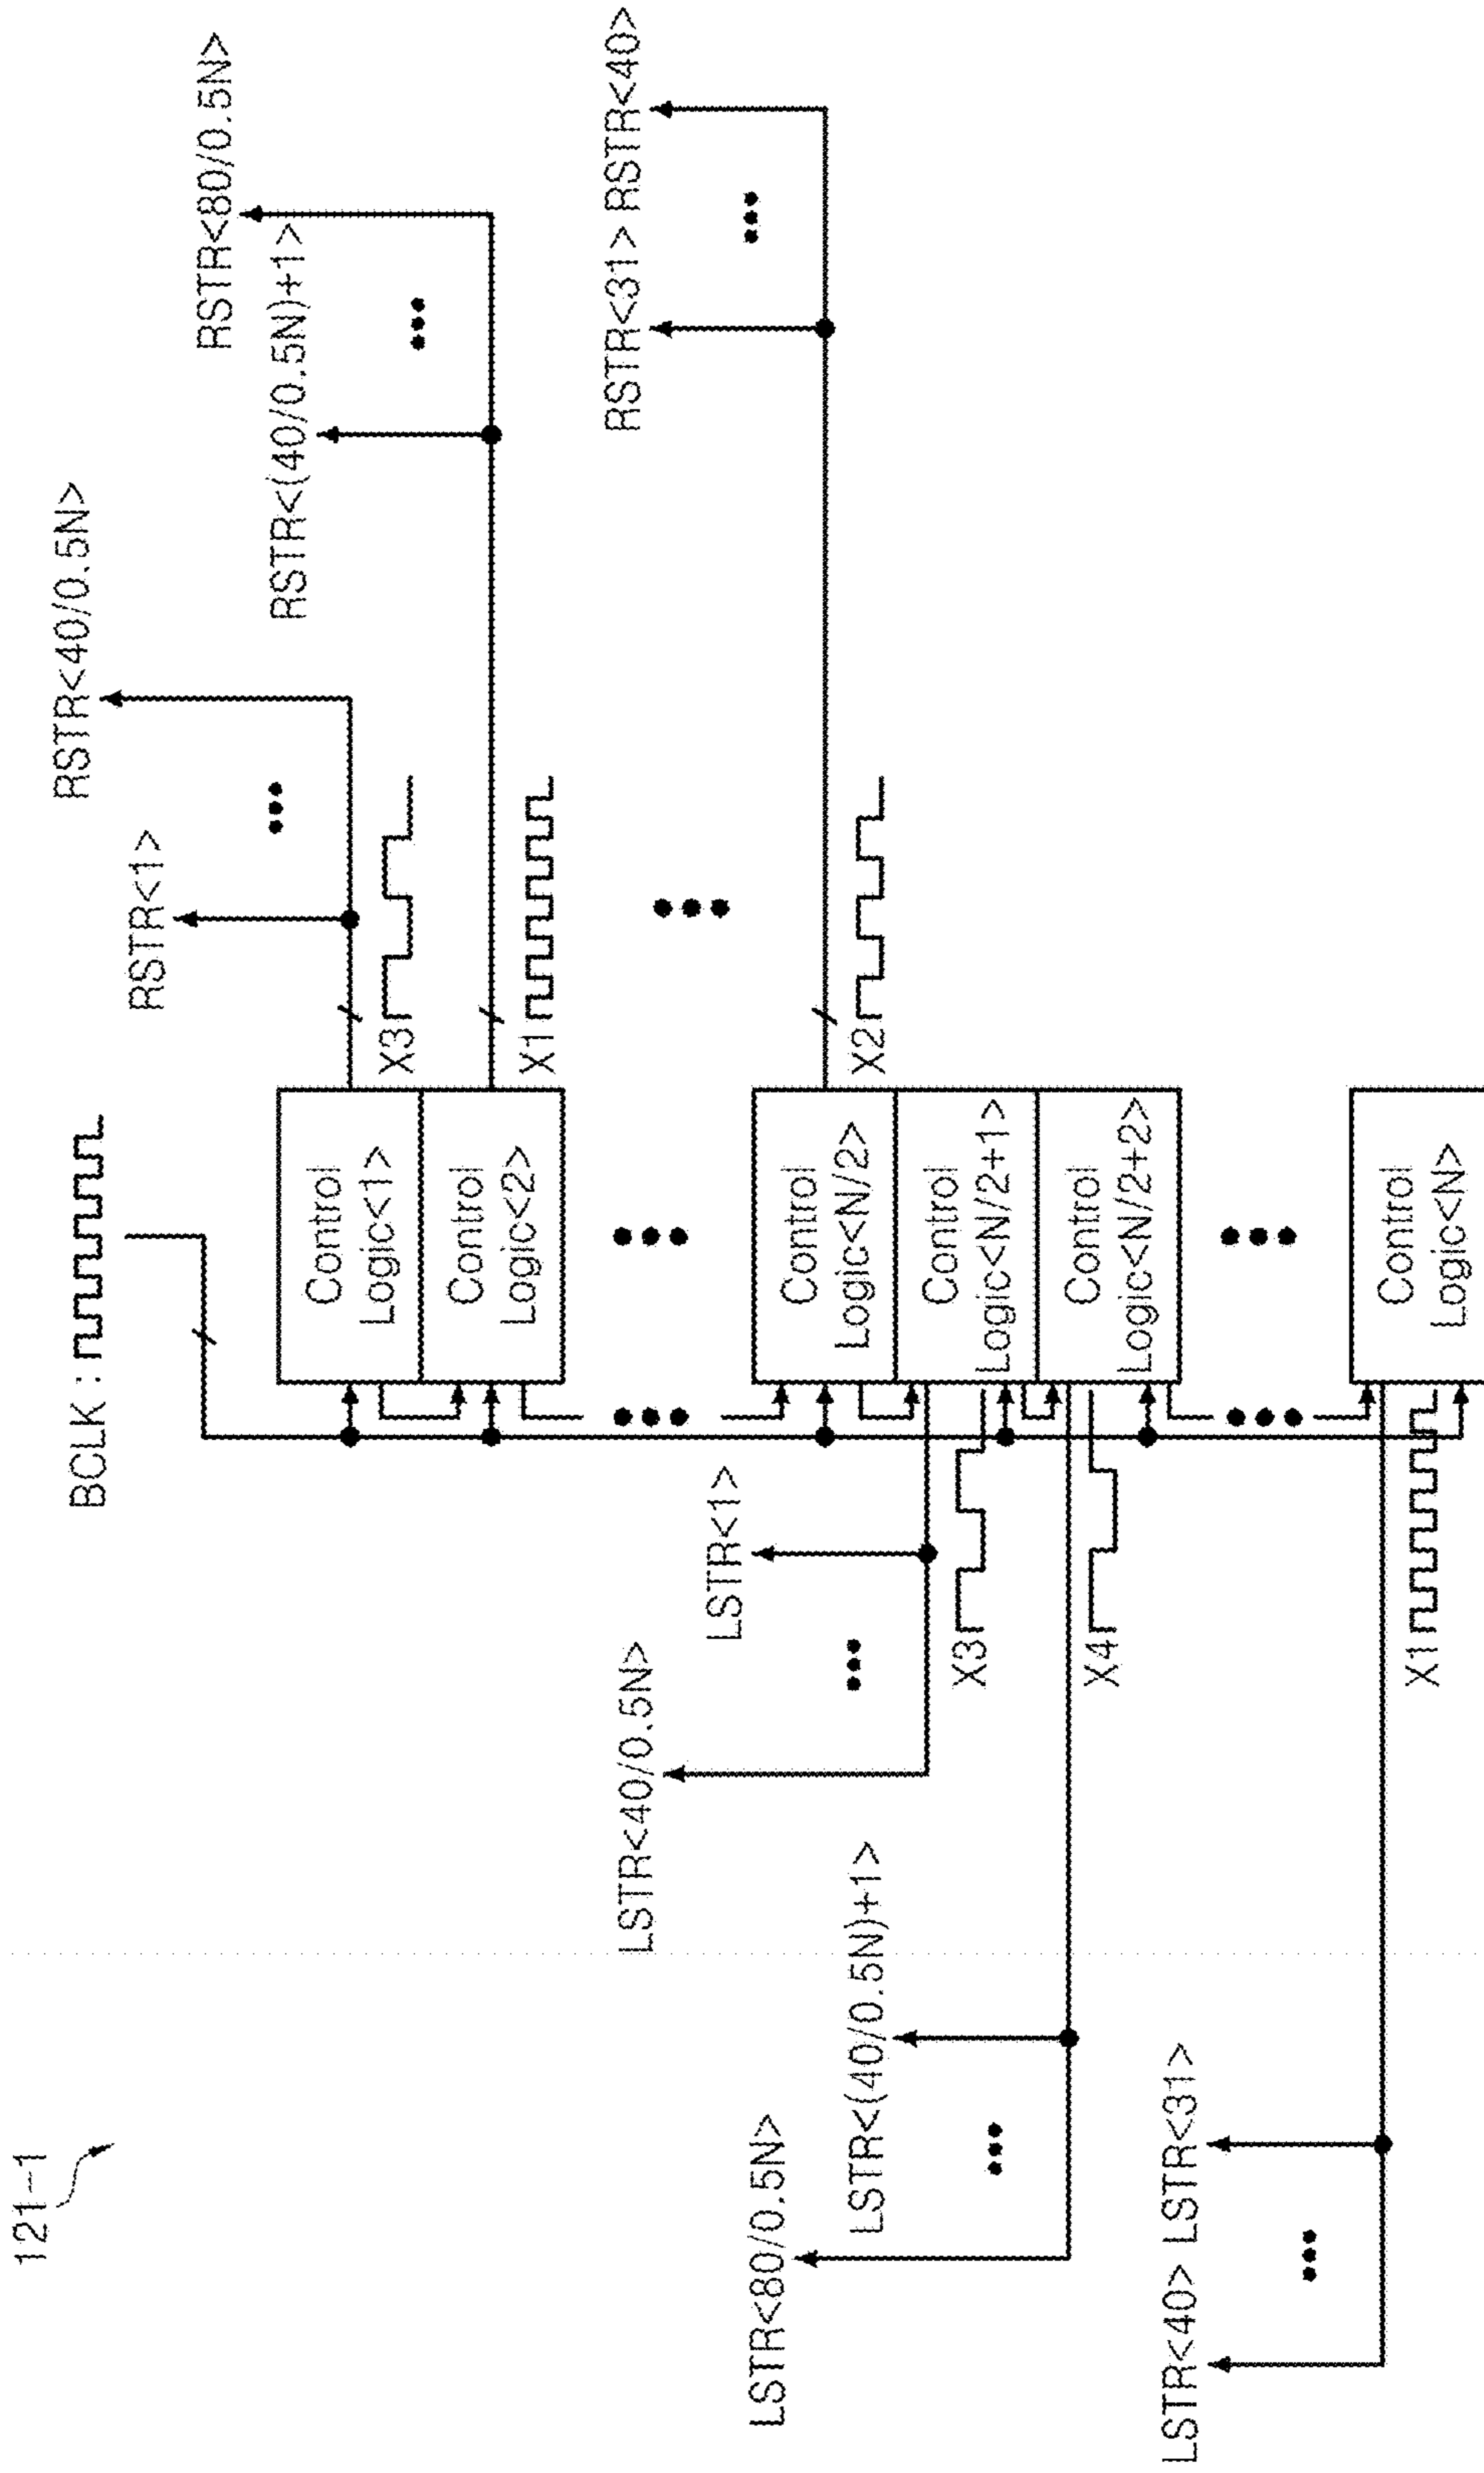 121-1
BCLK :
RSTR<1>
RSTR<40/0.5N>
RSTR<(40/0.5N)+1>
RSTR<80/0.5N>
Control
Logic<1>
X3
Control
Logic<2>
X1
RSTR<31> RSTR<40>
Control
Logic<N/2>
X2
LSTR<40/0.5N>
LSTR<1>
Control
Logic<N/2+1>
X3
LSTR<80/0.5N>
LSTR<(40/0.5N)+1>
Control
Logic<N/2+2>
X4
LSTR<40> LSTR<31>
Control
Logic<N>
X1